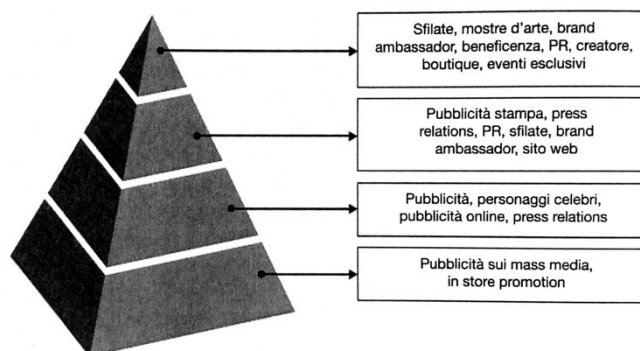 Sfilate, mostre d'arte, brand
ambassador, beneficenza, PR, creatore,
boutique, eventi esclusivi
Pubblicità stampa, press
relations, PR, sfilate, brand
ambassador, sito web
Pubblicità, personaggi celebri,
pubblicità online, press relations
Pubblicità sui mass media,
in store promotion